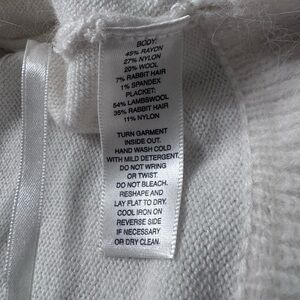 BODY:
45% RAYON
27% NYLON
20% WOOL
7% RABBIT HAIR
1% SPANDEX
PLACKET:
54% LAMBSWOOL
35% RABBIT HAIR
11% NYLON
TURN GARMENT
INSIDE OUT.
HAND WASH COLD
WITH MILD DETERGENT.
DO NOT WRING
OR TWIST.
DO NOT BLEACH.
RESHAPE AND
LAY FLAT TO DRY.
COOL IRON ON
REVERSE SIDE
IF NECESSARY
OR DRY CLEAN.